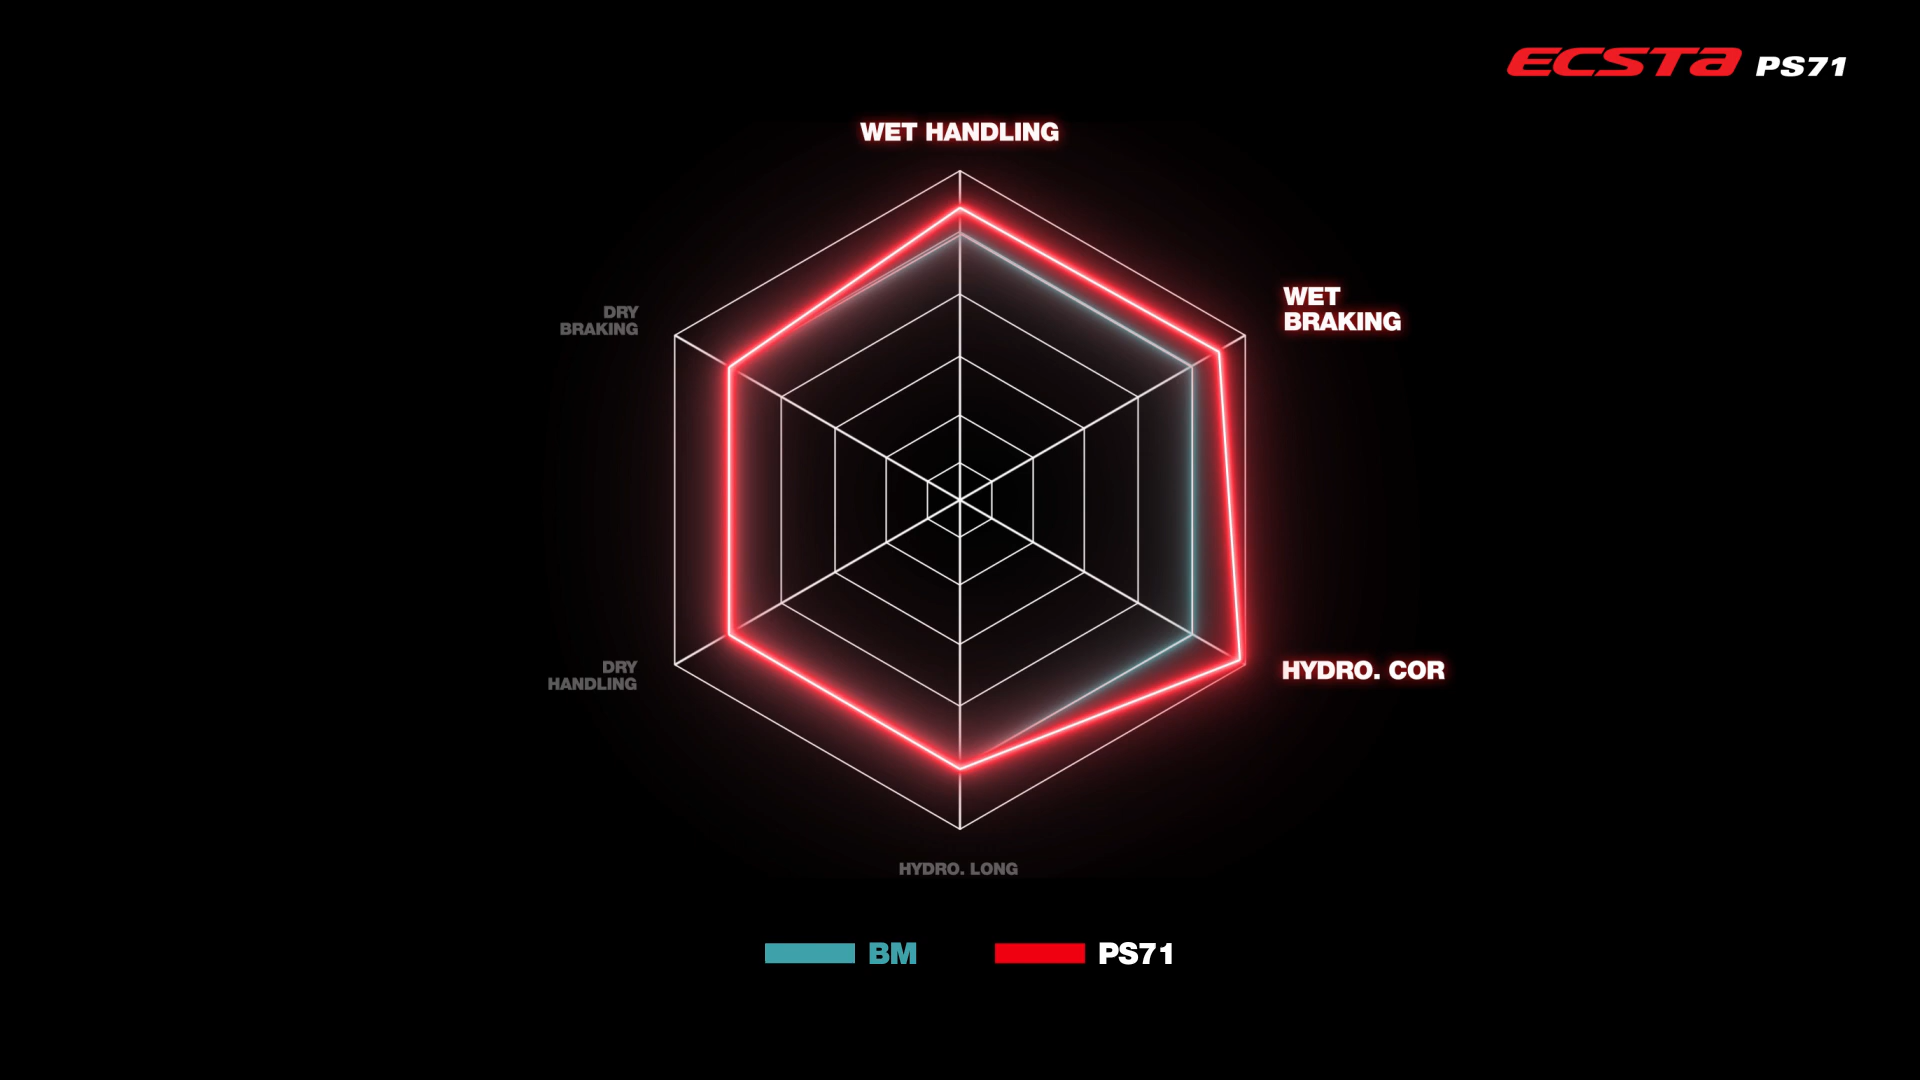 ECSTA PS71
WET HANDLING
DRY
BRAKING
WET
BRAKING
DRY
HANDLING
HYDRO. COR
HYDRO. LONG
BM
PS71